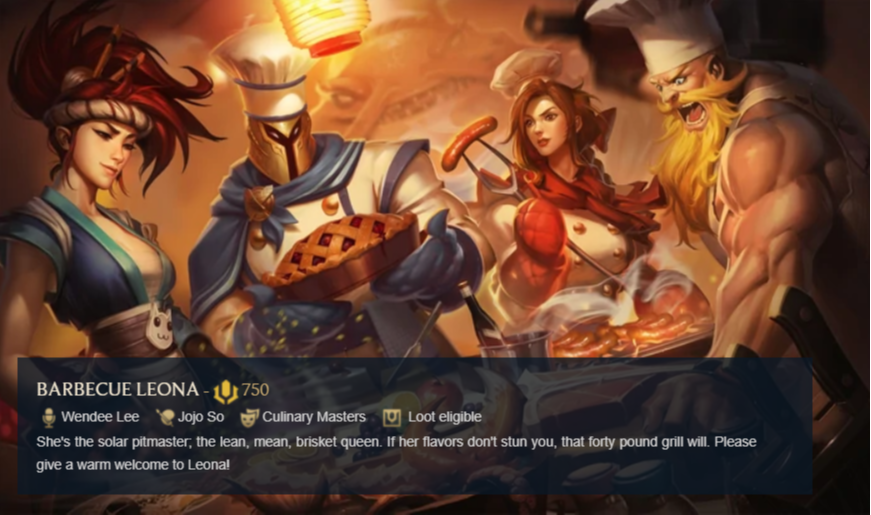 BARBECUE LEONA - 750
Wendee Lee Jojo So Culinary Masters Loot eligible
She's the solar pitmaster; the lean, mean, brisket queen. If her flavors don't stun you, that forty pound grill will. Please
give a warm welcome to Leona!